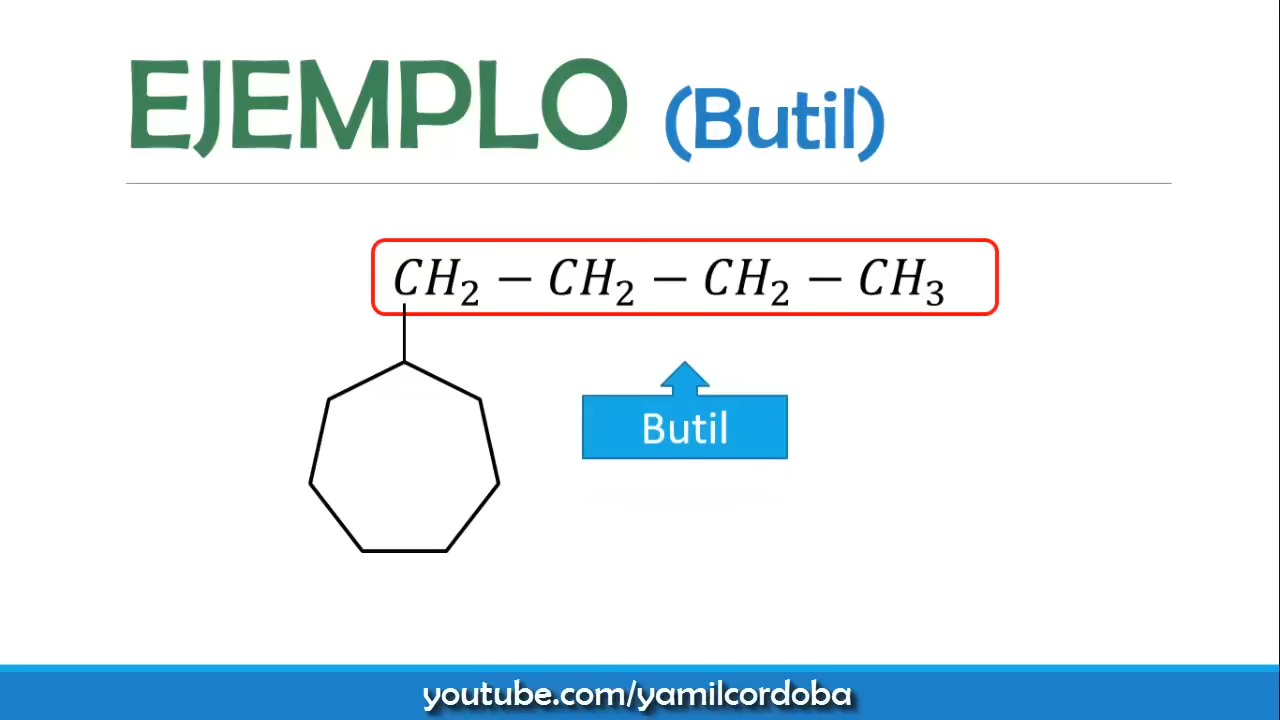 EJEMPLO (Butil)
CH₂ − CH₂ − CH₂ − CH₃
Butil
youtube.com/yamilcordoba